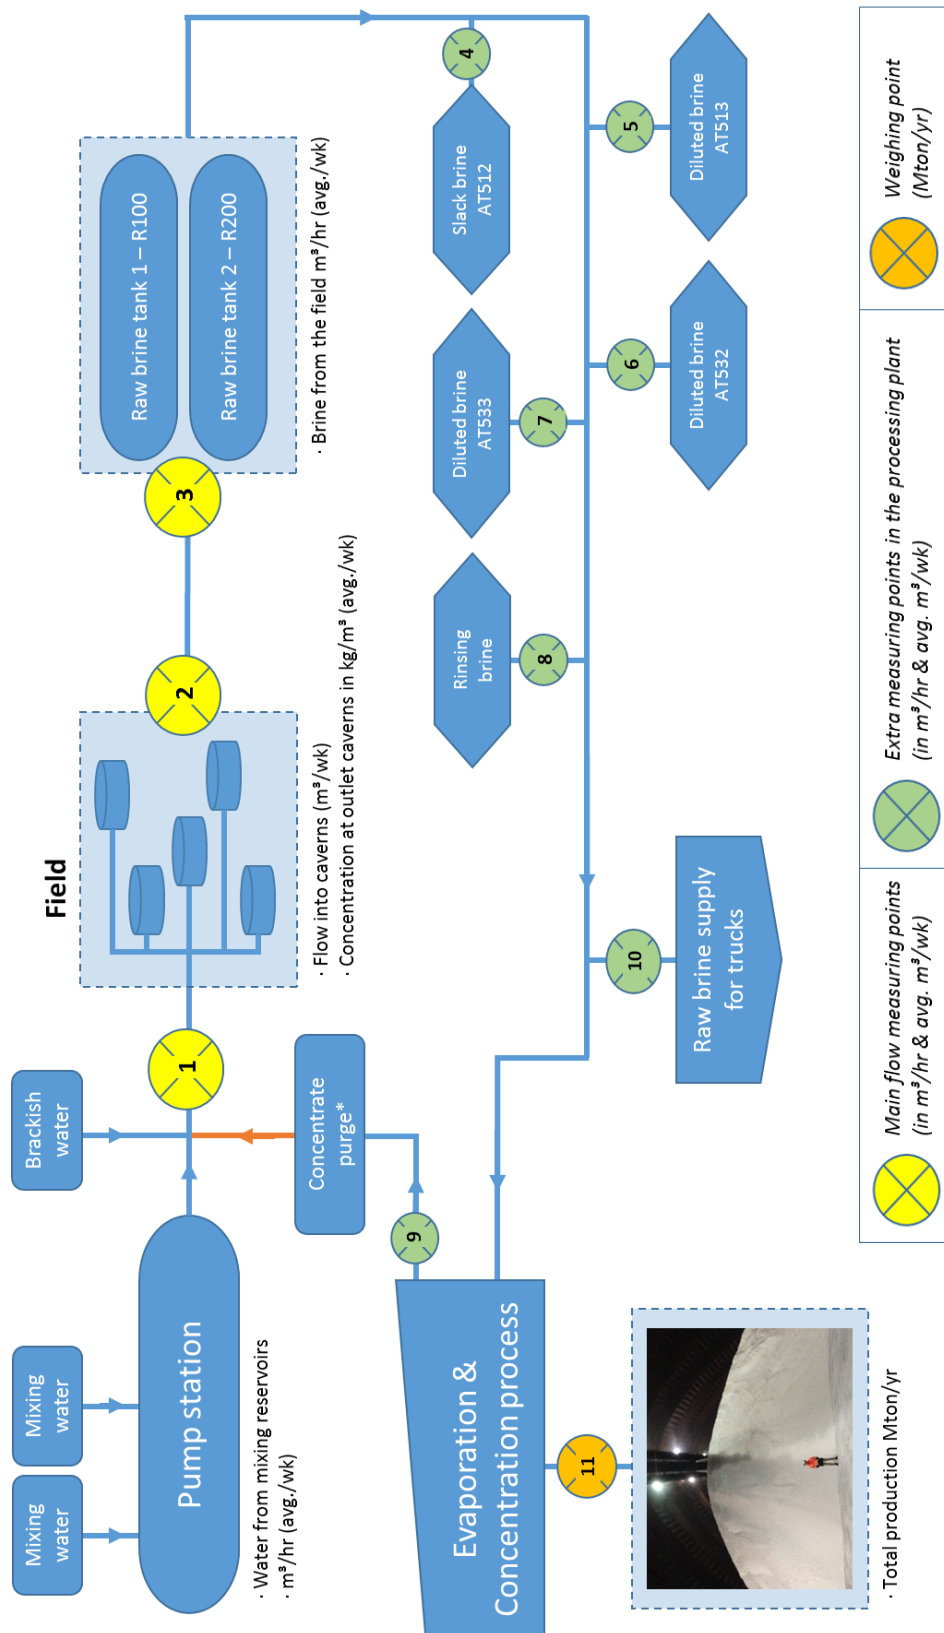 Mixing
water
Mixing
water
Pump station
· Water from mixing reservoirs
· m³/hr (avg./wk)
Brackish
water
1
Concentrate
purge*
Field
· Flow into caverns (m³/wk)
· Concentration at outlet caverns in kg/m³ (avg./wk)
2
3
Raw brine tank 1 – R100
Raw brine tank 2 – R200
· Brine from the field m³/hr (avg./wk)
4
Slack brine
AT512
5
Diluted brine
AT513
6
Diluted brine
AT532
7
Diluted brine
AT533
8
Rinsing
brine
9
10
Raw brine supply
for trucks
Evaporation &
Concentration process
11
· Total production Mton/yr
Main flow measuring points
(in m³/hr & avg. m³/wk)
Extra measuring points in the processing plant
(in m³/hr & avg. m³/wk)
Weighing point
(Mton/yr)